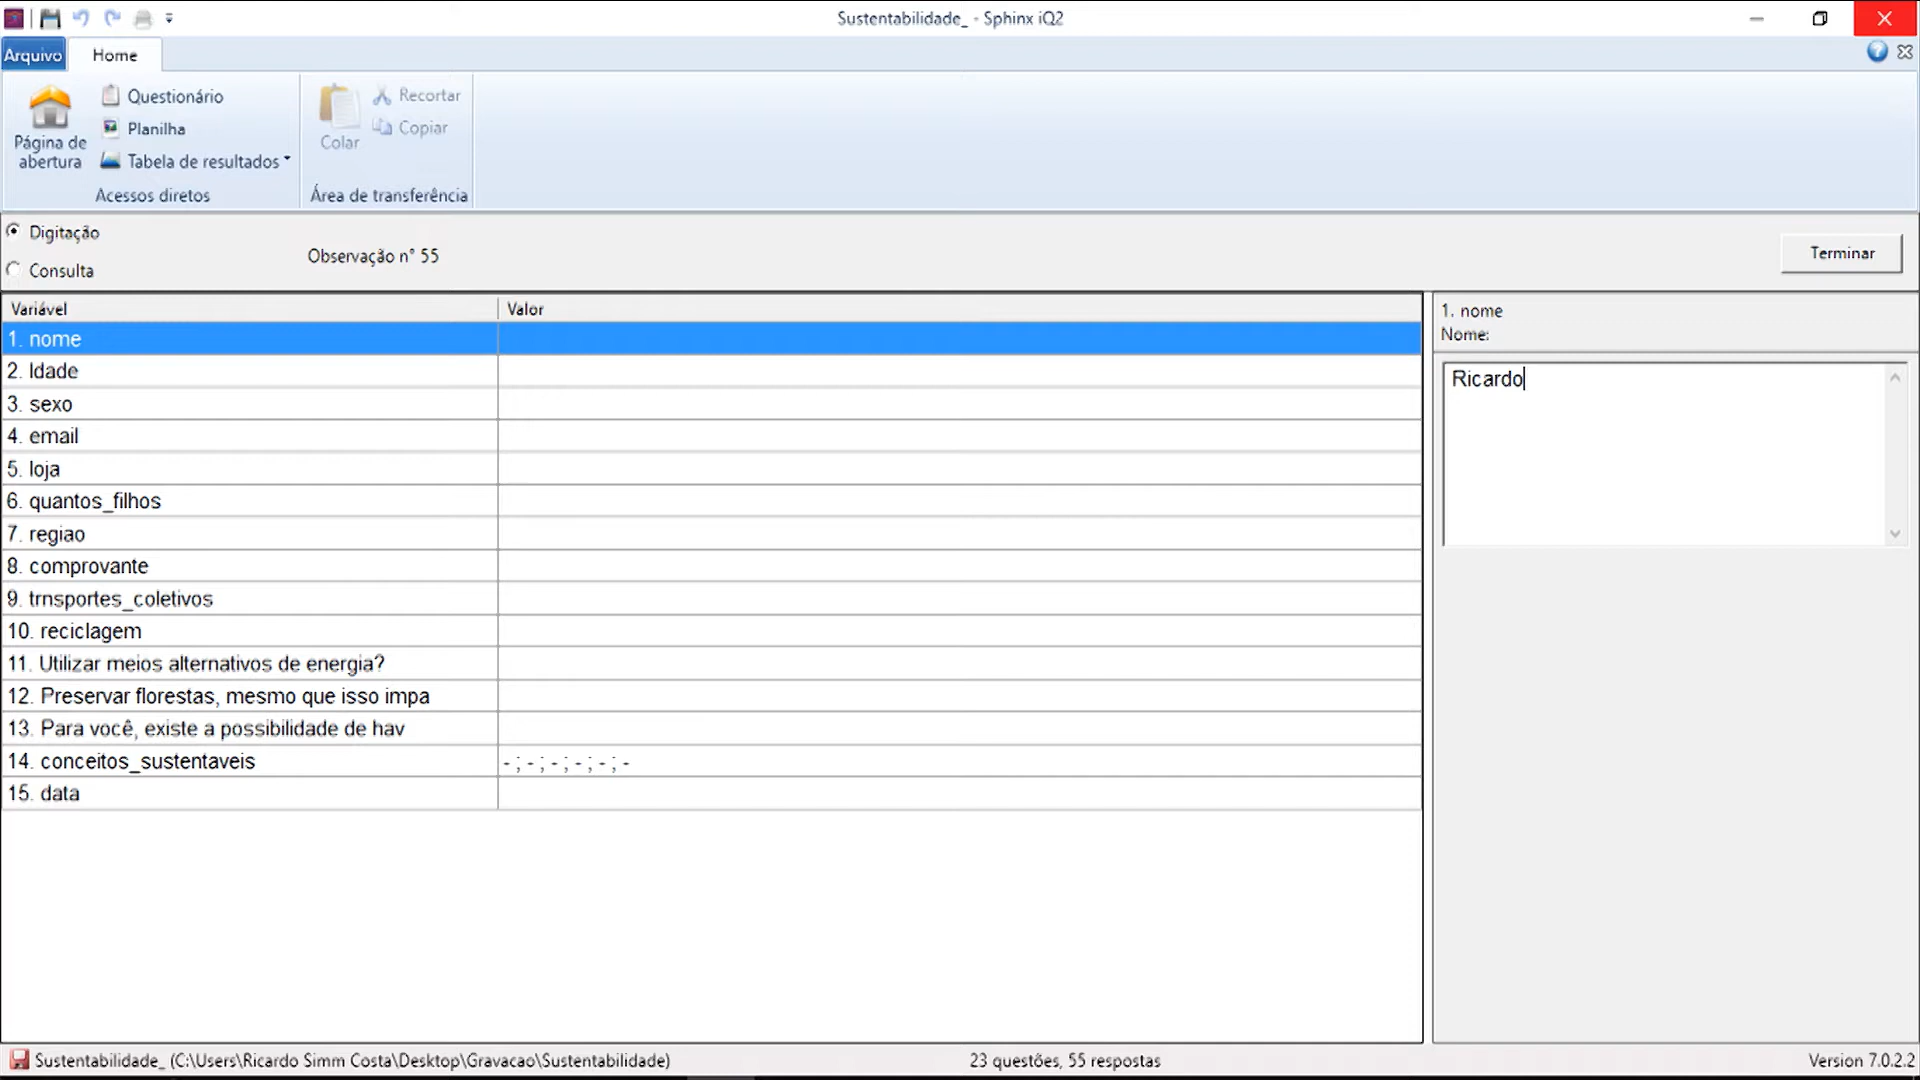 Sustentabilidade_ - Sphinx iQ2
Arquivo
Home
Página de abertura
Questionário
Planilha
Tabela de resultados
Acessos diretos
Colar
Recortar
Copiar
Área de transferência
Digitação
Consulta
Observação n° 55
Terminar
Variável Valor
1. nome
2. Idade
3. sexo
4. email
5. loja
6. quantos_filhos
7. regiao
8. comprovante
9. trnsportes_coletivos
10. reciclagem
11. Utilizar meios alternativos de energia?
12. Preservar florestas, mesmo que isso impa
13. Para você, existe a possibilidade de hav
14. conceitos_sustentaveis - ; - ; - ; - ; - ; -
15. data
1. nome
Nome:
Ricardo
Sustentabilidade_ (C:\Users\Ricardo Simm Costa\Desktop\Gravacao\Sustentabilidade)
23 questões, 55 respostas
Version 7.0.2.2